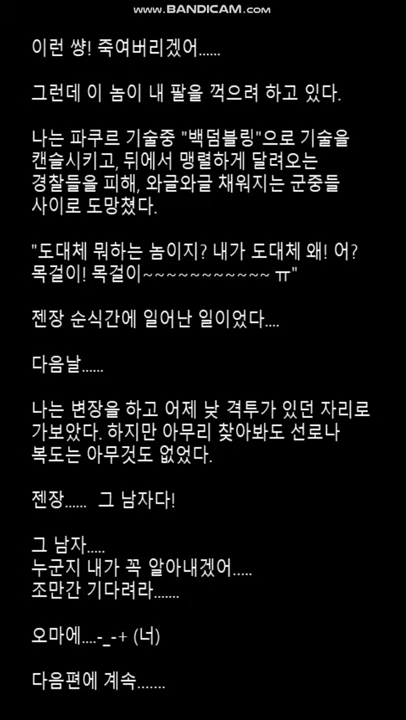 WWW.BANDICAM.COM
이런 썅! 죽여버리겠어......
그런데 이 놈이 내 팔을 꺽으려 하고 있다.
나는 파쿠르 기술중 "백덤블링"으로 기술을
캔슬시키고, 뒤에서 맹렬하게 달려오는
경찰들을 피해, 와글와글 채워지는 군중들
사이로 도망쳤다.
"도대체 뭐하는 놈이지? 내가 도대체 왜! 어?
목걸이! 목걸이~~~~~~~~~~~ ㅠ"
젠장 순식간에 일어난 일이었다....
다음날......
나는 변장을 하고 어제 낮 격투가 있던 자리로
가보았다. 하지만 아무리 찾아봐도 선로나
복도는 아무것도 없었다.
젠장...... 그 남자다!
그 남자.....
누군지 내가 꼭 알아내겠어.....
조만간 기다려라.......
오마에....-_-+ (너)
다음편에 계속.......